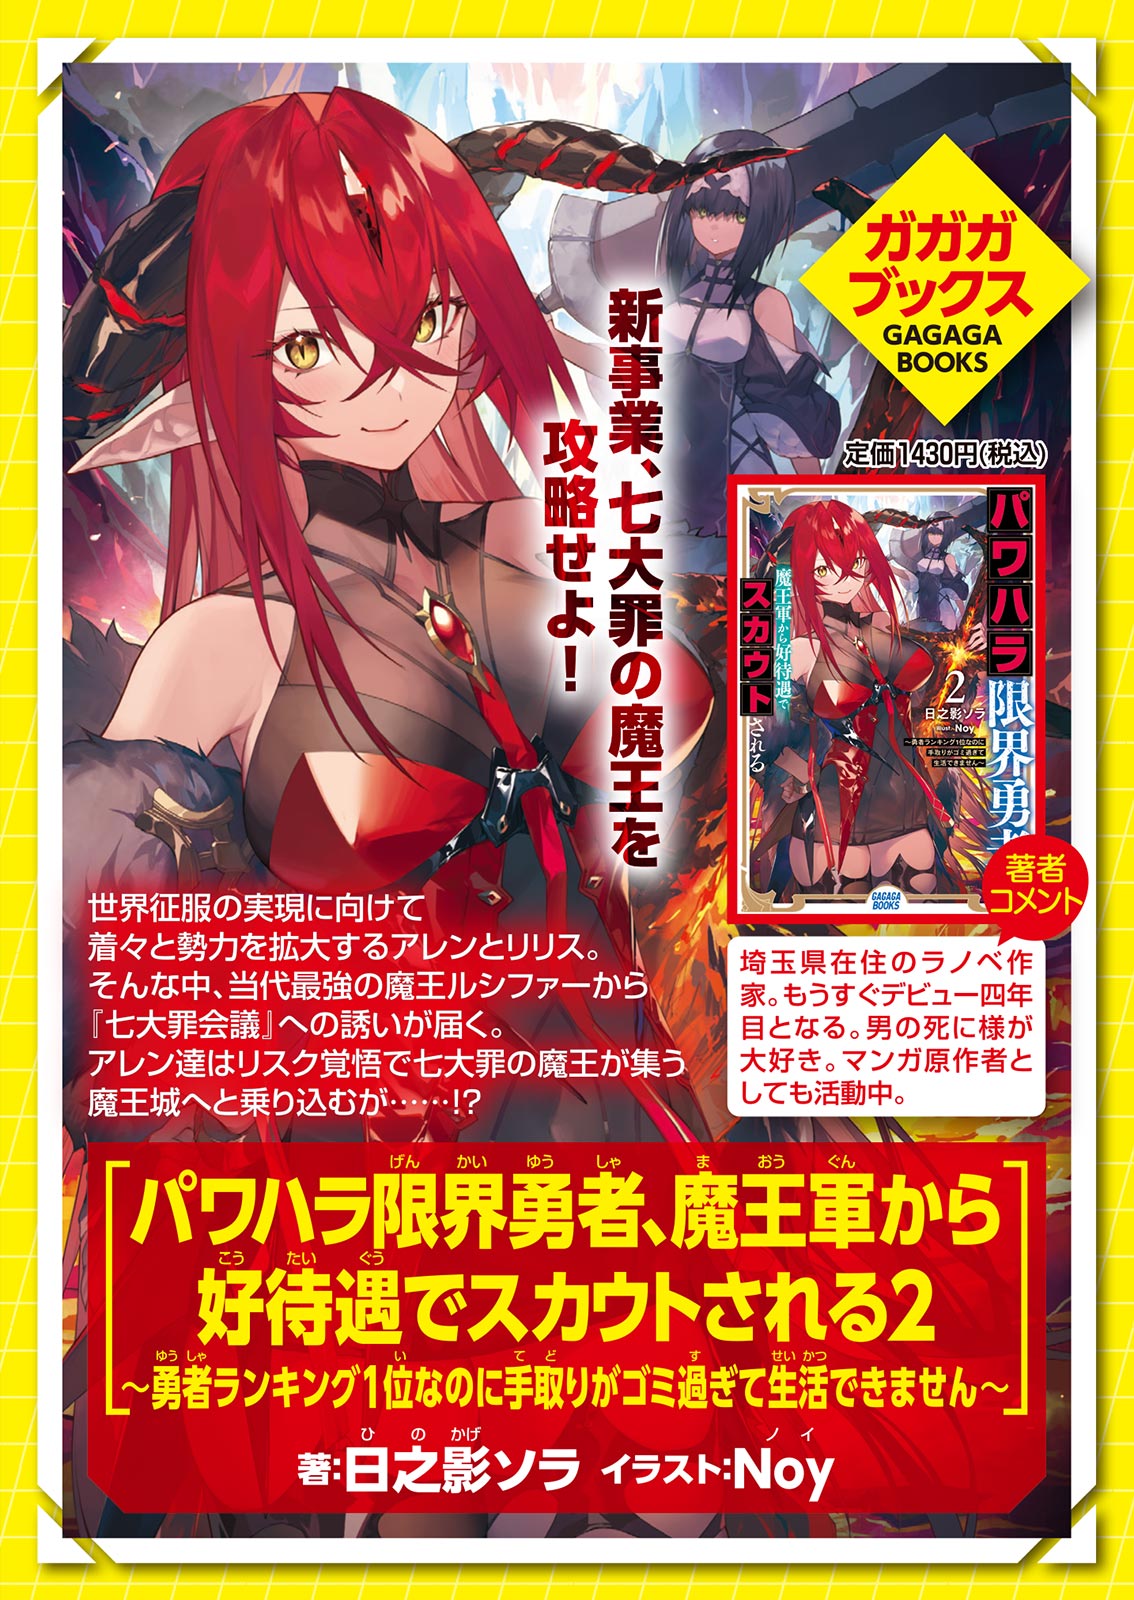 ガガガ
ブックス
GAGAGA
BOOKS
新事業、七大罪の魔王を
攻略せよ！
定価1430円(税込)
パワハラ限界勇者
魔王軍から好待遇で
スカウトされる
2
日之影ソラ
Illust. Noy
～勇者ランキング1位なのに
手取りがゴミ過ぎて
生活できません～
GAGAGA
BOOKS
著者
コメント
埼玉県在住のラノベ作
家。もうすぐデビュー四年
目となる。男の死に様が
大好き。マンガ原作者と
しても活動中。
世界征服の実現に向けて
着々と勢力を拡大するアレンとリリス。
そんな中、当代最強の魔王ルシファーから
『七大罪会議』への誘いが届く。
アレン達はリスク覚悟で七大罪の魔王が集う
魔王城へと乗り込むが……!?
げんかいゆうしゃ まおうぐん
パワハラ限界勇者、魔王軍から
こうたいぐう
好待遇でスカウトされる2
ゆうしゃ い てど す せいかつ
～勇者ランキング1位なのに手取りがゴミ過ぎて生活できません～
ひのかげ ノイ
著:日之影ソラ イラスト:Noy